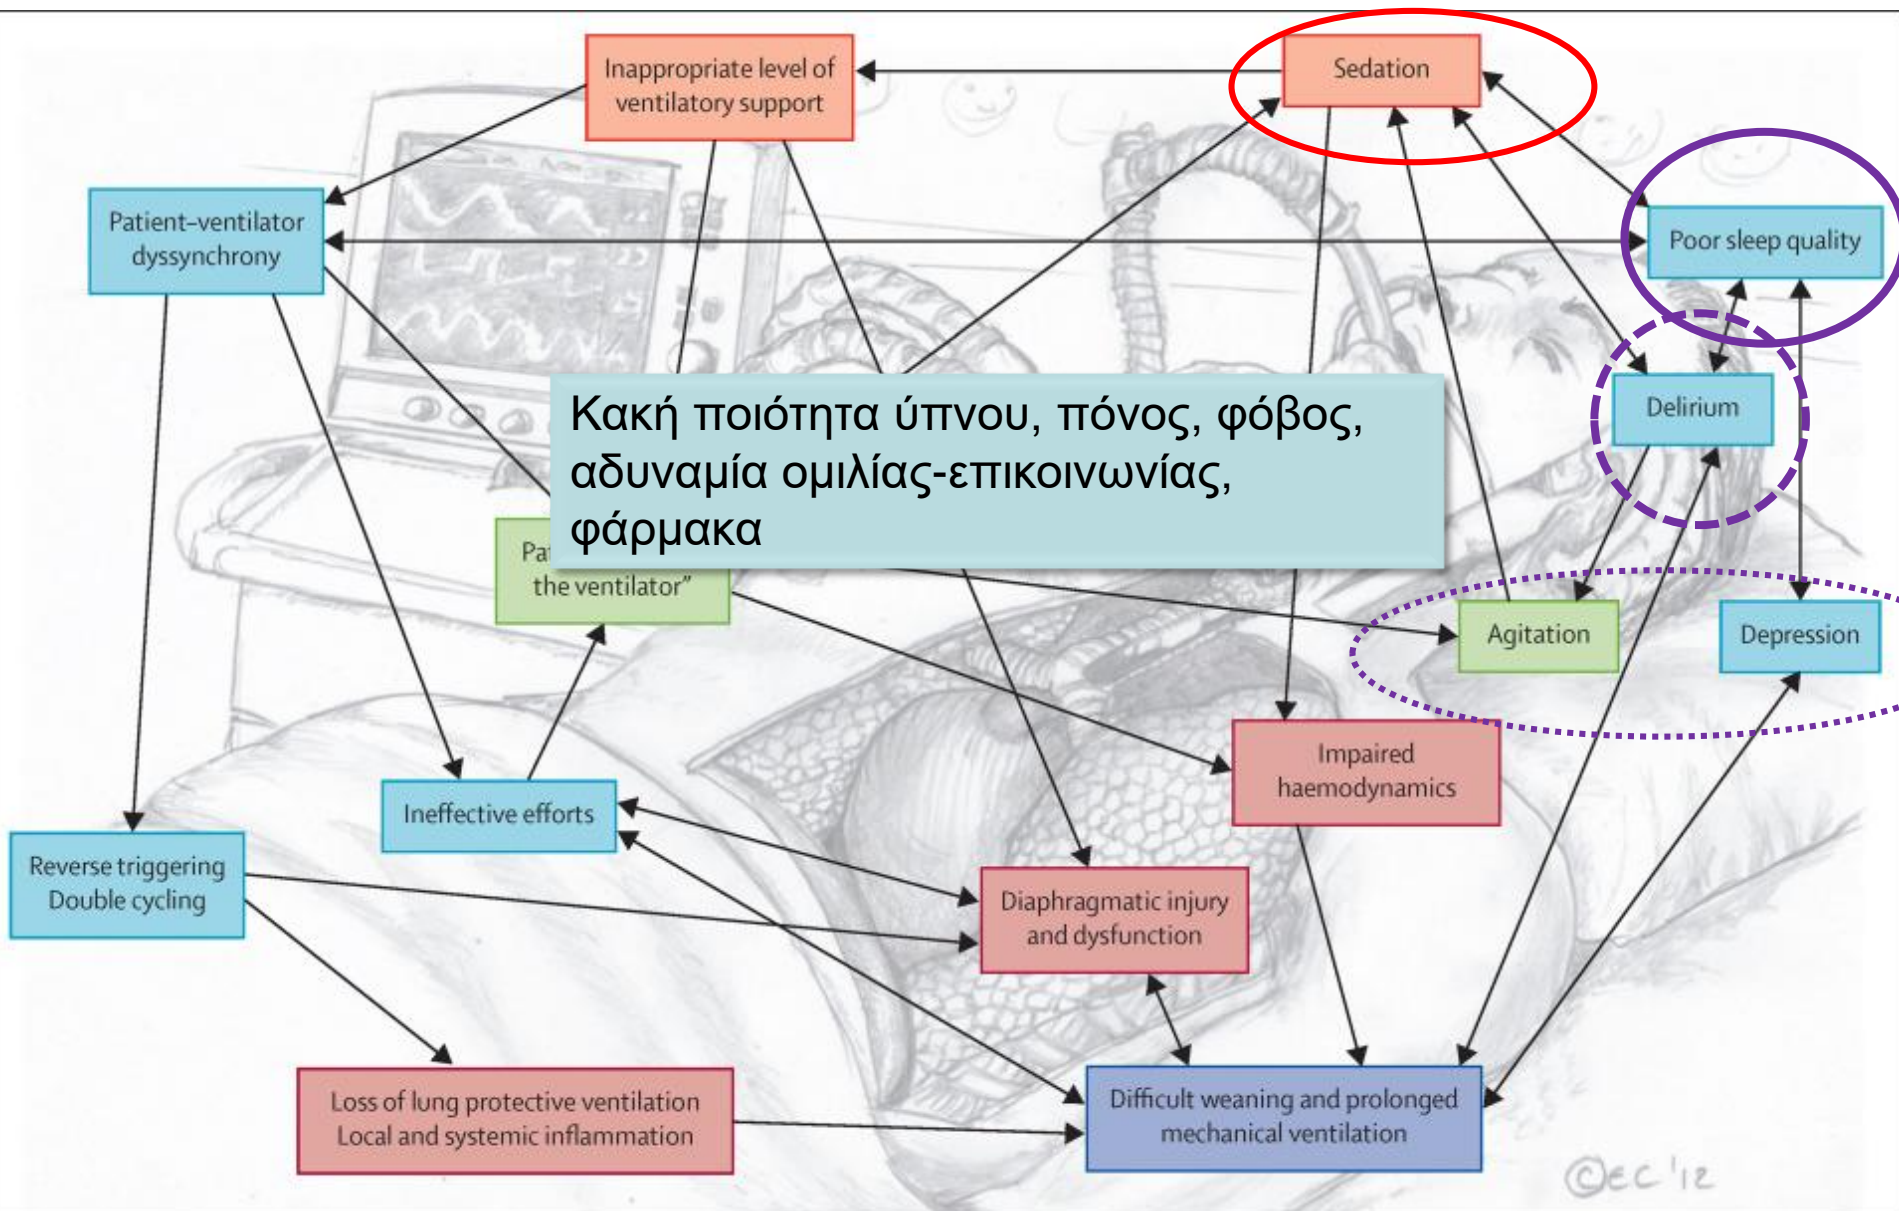 Inappropriate level of
ventilatory support
Sedation
Patient–ventilator
dyssynchrony
Poor sleep quality
Delirium
Κακή ποιότητα ύπνου, πόνος, φόβος,
αδυναμία ομιλίας-επικοινωνίας,
φάρμακα
the ventilator”
Agitation
Depression
Impaired
haemodynamics
Ineffective efforts
Reverse triggering
Double cycling
Diaphragmatic injury
and dysfunction
Loss of lung protective ventilation
Local and systemic inflammation
Difficult weaning and prolonged
mechanical ventilation
©EC '12